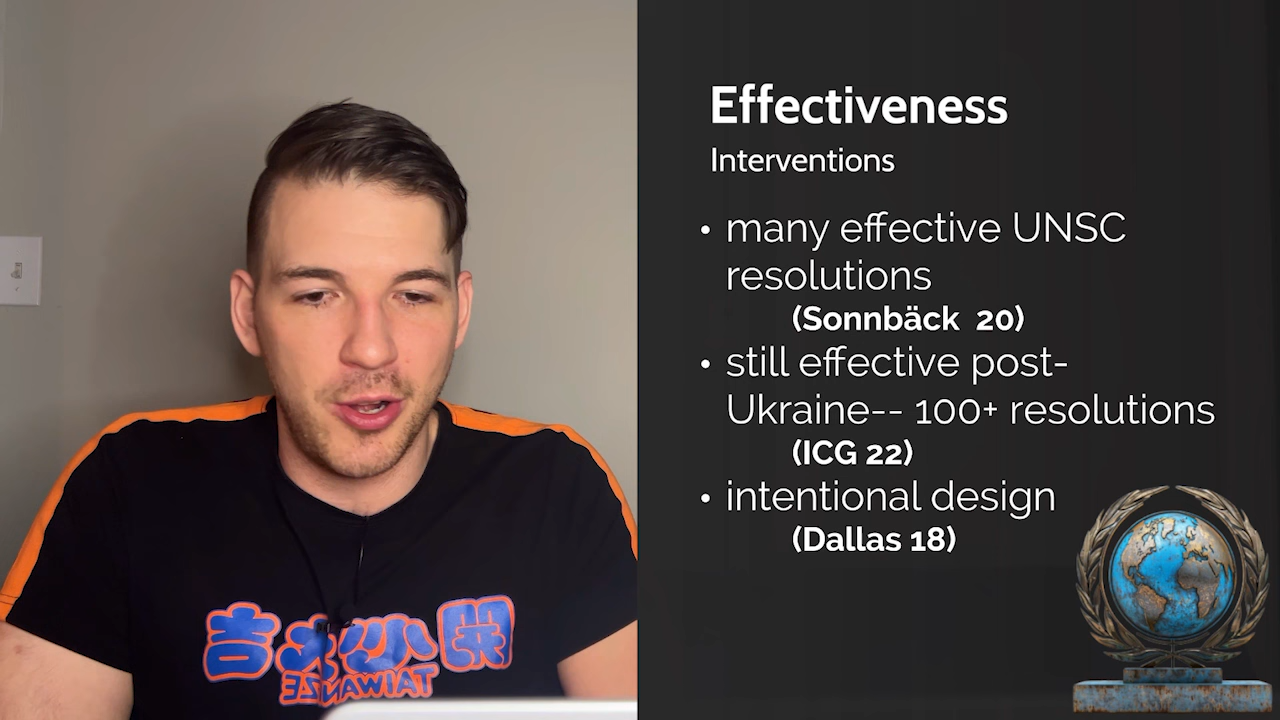 Effectiveness
Interventions
• many effective UNSC
resolutions
(Sonnbäck 20)
• still effective post-
Ukraine-- 100+ resolutions
(ICG 22)
• intentional design
(Dallas 18)
TAIWANESE